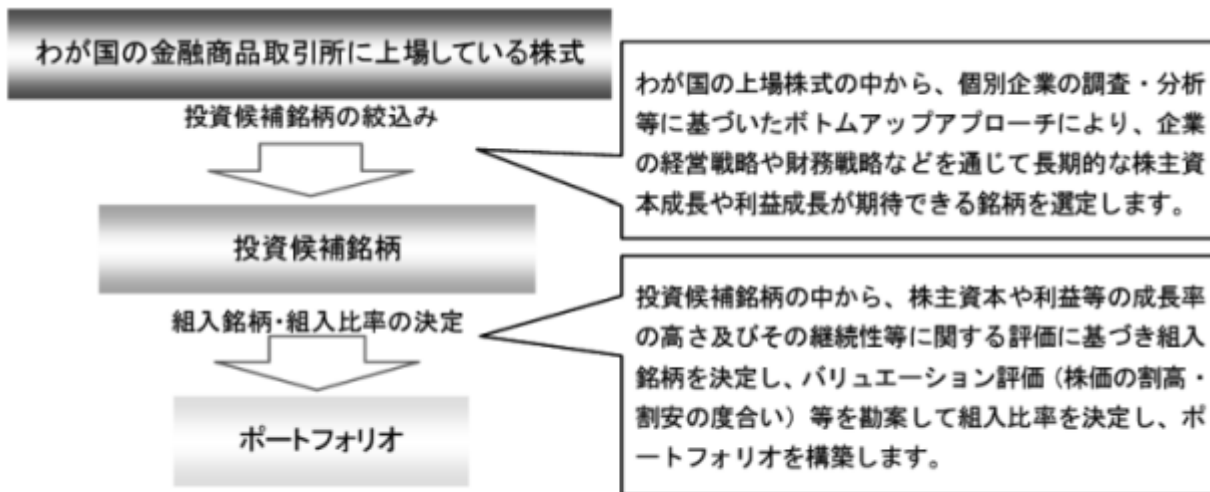 わが国の金融商品取引所に上場している株式
投資候補銘柄の絞込み
わが国の上場株式の中から、個別企業の調査・分析
等に基づいたボトムアップアプローチにより、企業
の経営戦略や財務戦略などを通じて長期的な株主資
本成長や利益成長が期待できる銘柄を選定します。
投資候補銘柄
組入銘柄・組入比率の決定
投資候補銘柄の中から、株主資本や利益等の成長率
の高さ及びその継続性等に関する評価に基づき組入
銘柄を決定し、バリュエーション評価（株価の割高・
割安の度合い）等を勘案して組入比率を決定し、ポ
ートフォリオを構築します。
ポートフォリオ